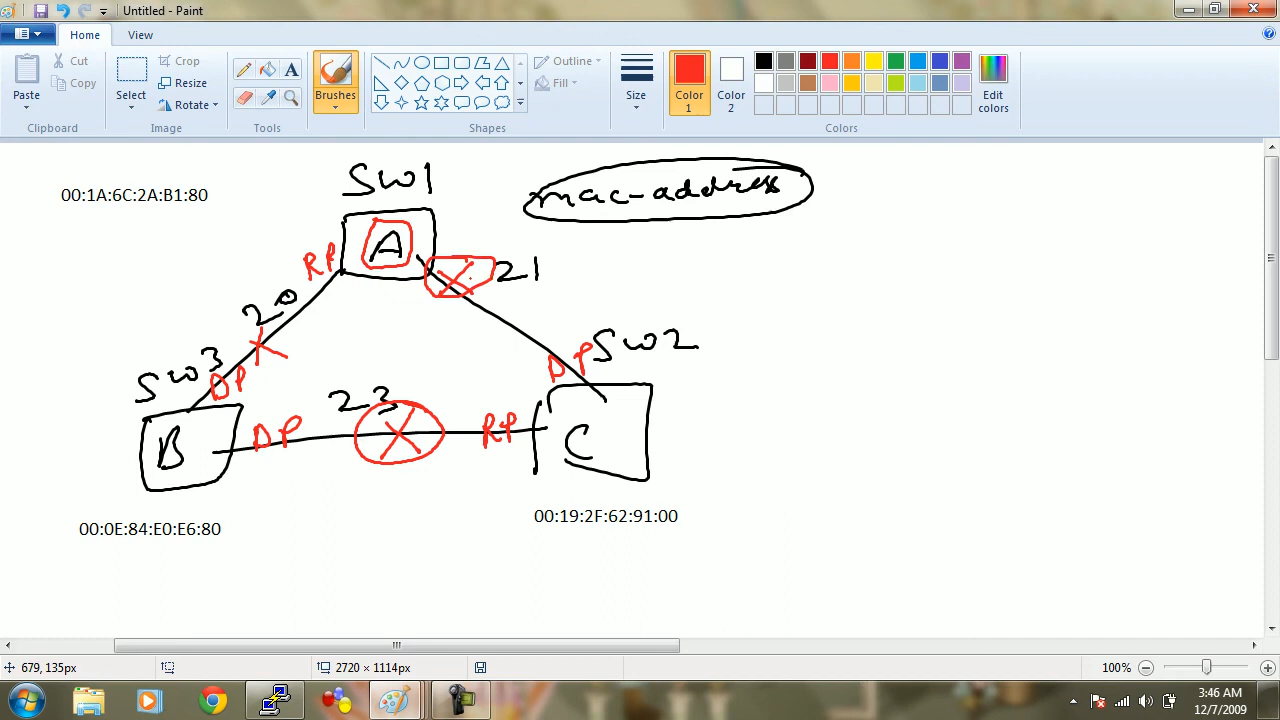 Untitled - Paint
Home View
Paste
Cut
Copy
Clipboard
Select
Crop
Resize
Rotate
Image
Tools
Brushes
Shapes
Outline
Fill
Size
Color 1
Color 2
Edit colors
Colors
00:1A:6C:2A:B1:80
SW1
mac-address
A
RP
21
20
SW2
SW3
DP
DP
23
B
DP
RP
C
00:19:2F:62:91:00
00:0E:84:E0:E6:80
679, 135px
2720 × 1114px
100%
3:46 AM
12/7/2009